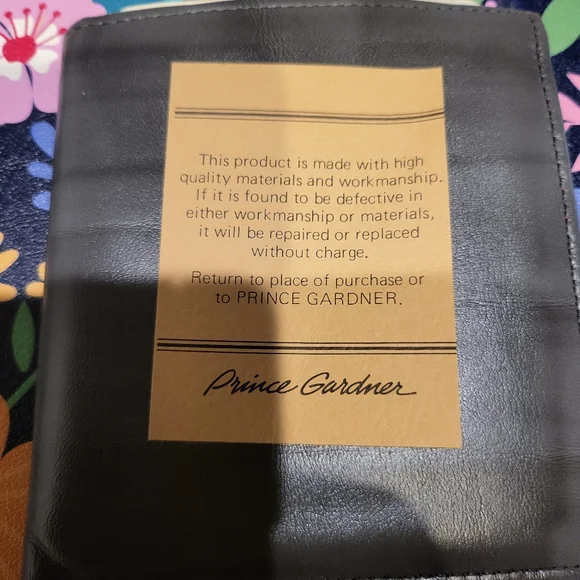 This product is made with high
quality materials and workmanship.
If it is found to be defective in
either workmanship or materials,
it will be repaired or replaced
without charge.
Return to place of purchase or
to PRINCE GARDNER.
Prince Gardner